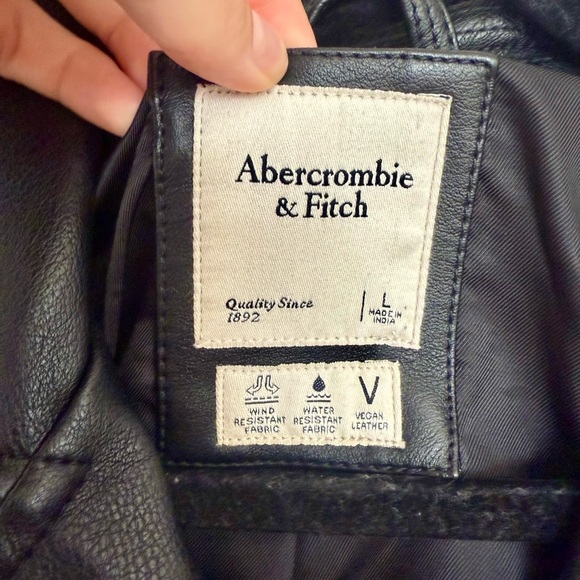 Abercrombie
& Fitch
Quality Since
1892
L
MADE IN
INDIA
WIND
RESISTANT
FABRIC
WATER
RESISTANT
FABRIC
V
VEGAN
LEATHER